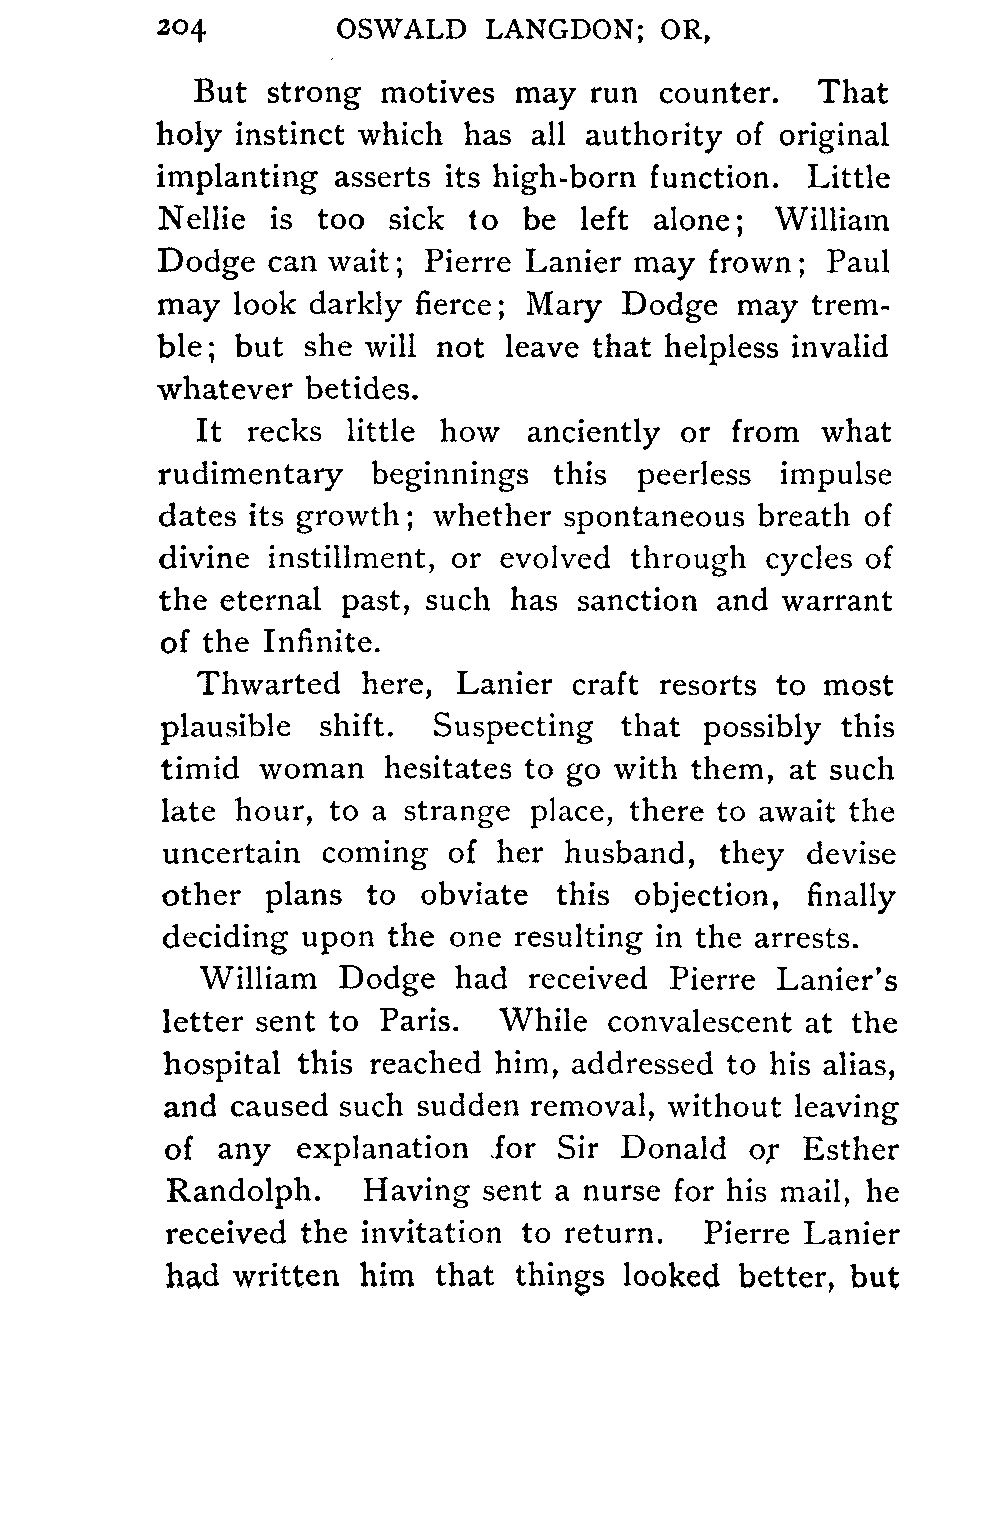 204 OSWALD LANGDON; OR,
But strong motives may run counter. That
holy instinct which has all authority of original
implanting asserts its high-born function. Little
Nellie is too sick to be left alone; William
Dodge can wait; Pierre Lanier may frown; Paul
may look darkly fierce; Mary Dodge may trem-
ble; but she will not leave that helpless invalid
whatever betides.
It recks little how anciently or from what
rudimentary beginnings this peerless impulse
dates its growth; whether spontaneous breath of
divine instillment, or evolved through cycles of
the eternal past, such has sanction and warrant
of the Infinite.
Thwarted here, Lanier craft resorts to most
plausible shift. Suspecting that possibly this
timid woman hesitates to go with them, at such
late hour, to a strange place, there to await the
uncertain coming of her husband, they devise
other plans to obviate this objection, finally
deciding upon the one resulting in the arrests.
William Dodge had received Pierre Lanier's
letter sent to Paris. While convalescent at the
hospital this reached him, addressed to his alias,
and caused such sudden removal, without leaving
of any explanation for Sir Donald or Esther
Randolph. Having sent a nurse for his mail, he
received the invitation to return. Pierre Lanier
had written him that things looked better, but